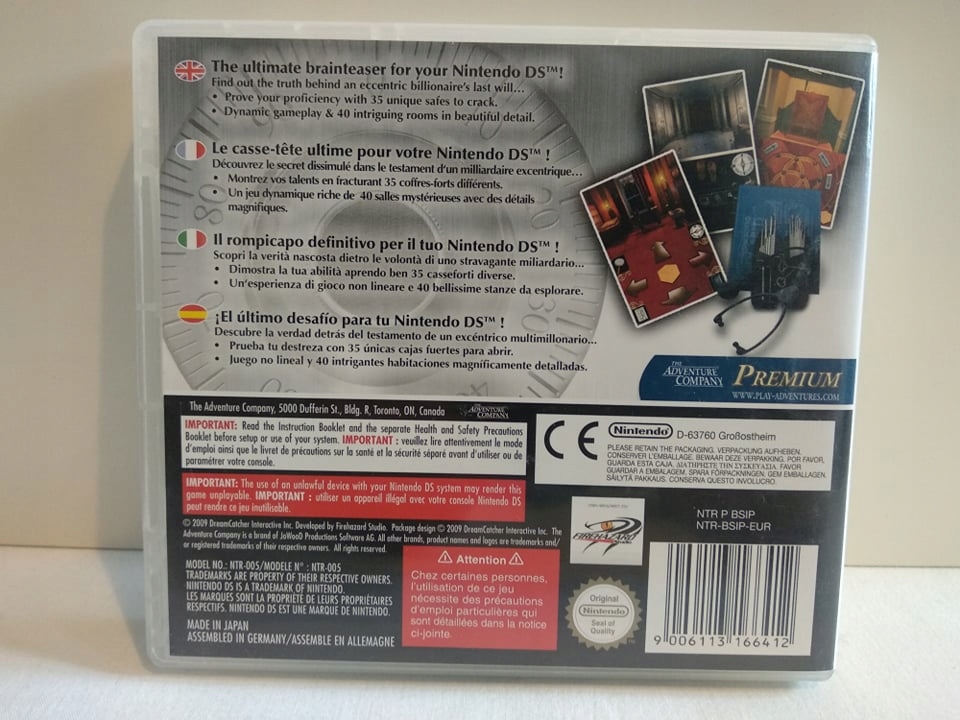 The ultimate brainteaser for your Nintendo DS™!
Find out the truth behind an eccentric billionaire's last will...
• Prove your proficiency with 35 unique safes to crack.
• Dynamic gameplay & 40 intriguing rooms in beautiful detail.
Le casse-tête ultime pour votre Nintendo DS™ !
Découvrez le secret dissimulé dans le testament d'un milliardaire excentrique...
• Montrez vos talents en fracturant 35 coffres-forts différents.
• Un jeu dynamique riche de 40 salles mystérieuses avec des détails
magnifiques.
Il rompicapo definitivo per il tuo Nintendo DS™ !
Scopri la verità nascosta dietro le volontà di uno stravagante miliardario...
• Dimostra la tua abilità aprendo ben 35 casseforti diverse.
• Un'esperienza di gioco non lineare e 40 bellissime stanze da esplorare.
¡El último desafío para tu Nintendo DS™ !
Descubre la verdad detrás del testamento de un excéntrico multimillonario...
• Prueba tu destreza con 35 únicas cajas fuertes para abrir.
• Juego no lineal y 40 intrigantes habitaciones magníficamente detalladas.
THE
ADVENTURE
COMPANY
PREMIUM
WWW.PLAY-ADVENTURES.COM
The Adventure Company, 5000 Dufferin St., Bldg. R, Toronto, ON, Canada
ADVENTURE
COMPANY
IMPORTANT: Read the Instruction Booklet and the separate Health and Safety Precautions
Booklet before setup or use of your system. IMPORTANT : veuillez lire attentivement le mode
d'emploi ainsi que le livret de précautions sur la santé et la sécurité séparé avant d'utiliser ou de
paramétrer votre console.
IMPORTANT: The use of an unlawful device with your Nintendo DS system may render this
game unplayable. IMPORTANT : utiliser un appareil illégal avec votre console Nintendo DS
peut rendre ce jeu inutilisable.
© 2009 DreamCatcher Interactive Inc. Developed by Firehazard Studio. Package design © 2009 DreamCatcher Interactive Inc. The
Adventure Company is a brand of JoWooD Productions Software AG. All other brands, product names and logos are trademarks and/
or registered trademarks of their respective owners. All rights reserved.
MODEL NO.: NTR-005/MODELE N° : NTR-005
TRADEMARKS ARE PROPERTY OF THEIR RESPECTIVE OWNERS.
NINTENDO DS IS A TRADEMARK OF NINTENDO.
LES MARQUES SONT LA PROPRIÉTÉ DE LEURS PROPRIÉTAIRES
RESPECTIFS. NINTENDO DS EST UNE MARQUE DE NINTENDO.
MADE IN JAPAN
ASSEMBLED IN GERMANY/ASSEMBLE EN ALLEMAGNE
Attention
Chez certaines personnes,
l'utilisation de ce jeu
nécessite des précautions
d'emploi particulières qui
sont détaillées dans la notice
ci-jointe.
CE
Nintendo D-63760 Großostheim
PLEASE RETAIN THE PACKAGING. VERPACKUNG AUFHEBEN.
CONSERVER L'EMBALLAGE. BEWAAR DEZE VERPAKKING. POR FAVOR,
GUARDA ESTA CAJA. ΔΙΑΤΗΡΗΣΤΕ ΤΗΝ ΣΥΣΚΕΥΑΣΙΑ. FAVOR
GUARDAR A EMBALAGEM. SPARA FÖRPACKNINGEN. GEM EMBALLAGEN.
SÄILYTÄ PAKKAUS. CONSERVA QUESTO INVOLUCRO.
NTR P BSIP
NTR-BSIP-EUR
FIREHAZARD
Original
Nintendo
Seal of
Quality
9 006113 166412